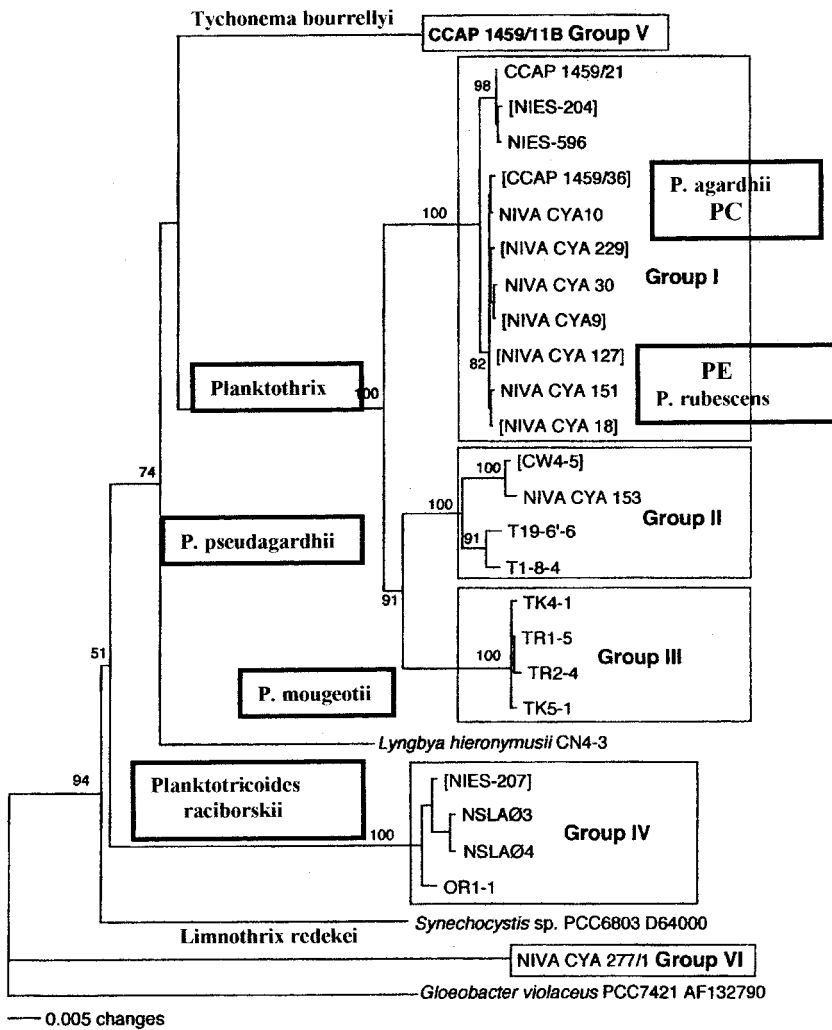 Tychonema bourrellyi
CCAP 1459/11B Group V
98
CCAP 1459/21
[NIES-204]
NIES-596
[CCAP 1459/36]
P. agardhii
PC
100
NIVA CYA10
[NIVA CYA 229]
Group I
NIVA CYA 30
[NIVA CYA9]
82
[NIVA CYA 127]
PE
P. rubescens
Planktothrix
100
NIVA CYA 151
[NIVA CYA 18]
74
100
[CW4-5]
NIVA CYA 153
100
Group II
P. pseudagardhii
91
T19-6'-6
T1-8-4
91
TK4-1
TR1-5
Group III
51
100
TR2-4
P. mougeotii
TK5-1
Lyngbya hieronymusii CN4-3
94
Planktotricoides
raciborskii
[NIES-207]
NSLAØ3
Group IV
100
NSLAØ4
OR1-1
Synechocystis sp. PCC6803 D64000
Limnothrix redekei
NIVA CYA 277/1 Group VI
Gloeobacter violaceus PCC7421 AF132790
0.005 changes